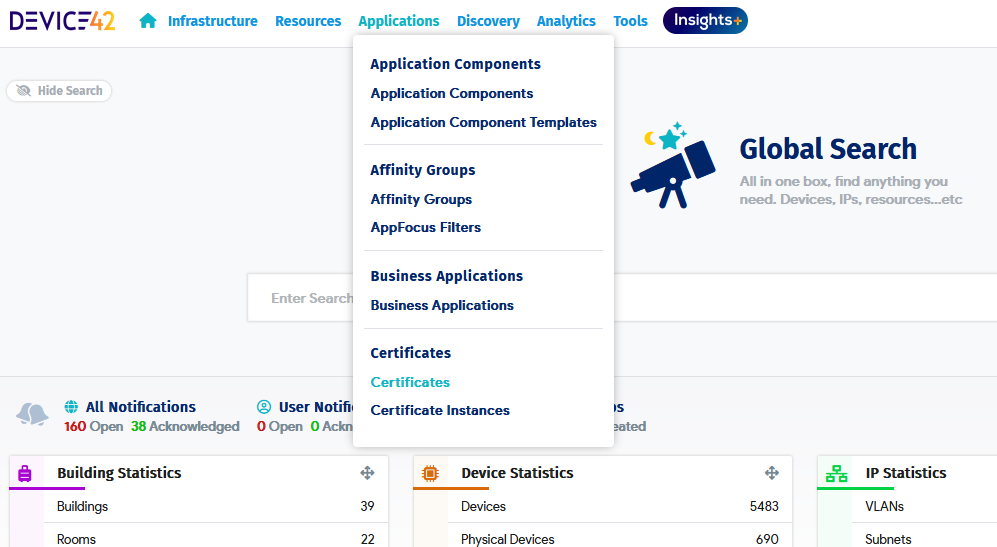 DEVICE42 Infrastructure Resources Applications Discovery Analytics Tools Insights+
Hide Search
Application Components
Application Components
Application Component Templates
Affinity Groups
Affinity Groups
AppFocus Filters
Business Applications
Business Applications
Certificates
Certificates
Certificate Instances
Global Search
All in one box, find anything you
need. Devices, IPs, resources...etc
Enter Search
All Notifications
160 Open 38 Acknowledged
User Notifi
0 Open 0 Ackn
os
eated
Building Statistics
Buildings 39
Rooms 22
Device Statistics
Devices 5483
Physical Devices 690
IP Statistics
VLANs
Subnets